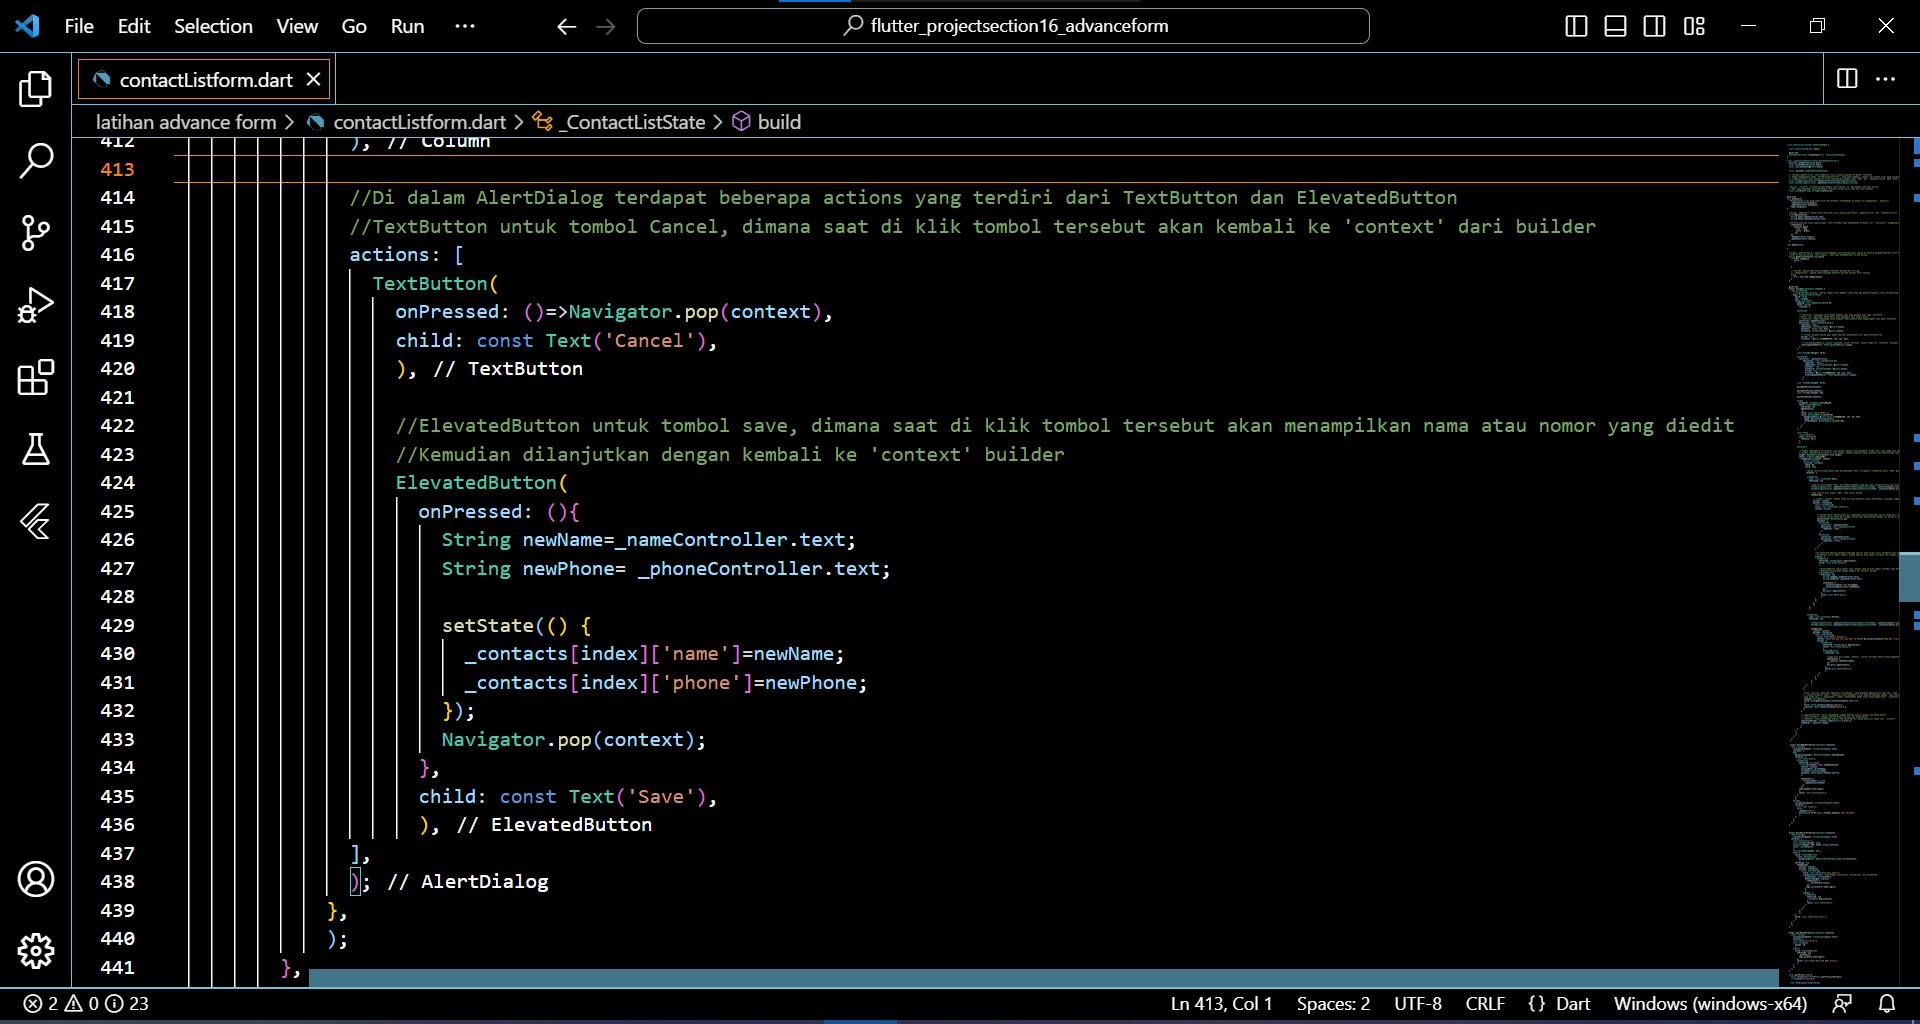 File Edit Selection View Go Run ··· flutter_projectsection16_advanceform
contactListform.dart
latihan advance form > contactListform.dart > _ContactListState > build
412 ), // Column
413
414 //Di dalam AlertDialog terdapat beberapa actions yang terdiri dari TextButton dan ElevatedButton
415 //TextButton untuk tombol Cancel, dimana saat di klik tombol tersebut akan kembali ke 'context' dari builder
416 actions: [
417 TextButton(
418 onPressed: ()=>Navigator.pop(context),
419 child: const Text('Cancel'),
420 ), // TextButton
421
422 //ElevatedButton untuk tombol save, dimana saat di klik tombol tersebut akan menampilkan nama atau nomor yang diedit
423 //Kemudian dilanjutkan dengan kembali ke 'context' builder
424 ElevatedButton(
425 onPressed: (){
426 String newName=_nameController.text;
427 String newPhone= _phoneController.text;
428
429 setState(() {
430 _contacts[index]['name']=newName;
431 _contacts[index]['phone']=newPhone;
432 });
433 Navigator.pop(context);
434 },
435 child: const Text('Save'),
436 ), // ElevatedButton
437 ],
438 ); // AlertDialog
439 },
440 );
441 },
2 0 23 Ln 413, Col 1 Spaces: 2 UTF-8 CRLF {} Dart Windows (windows-x64)